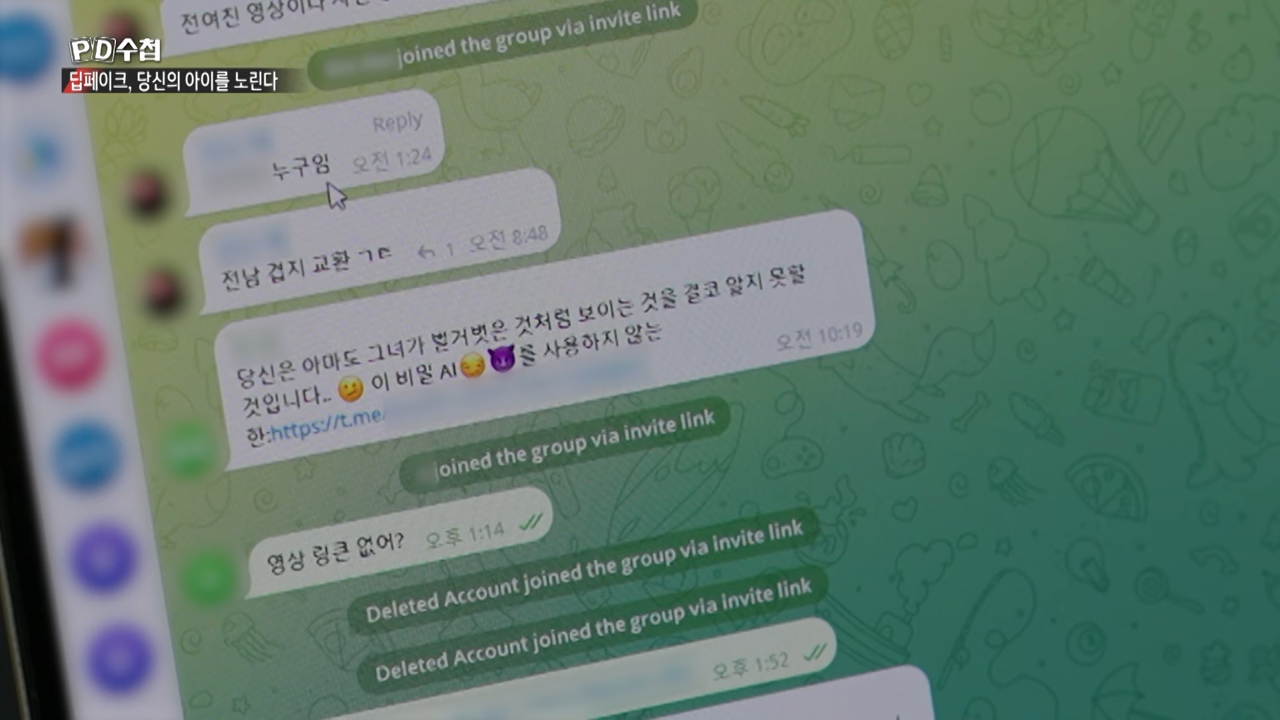 PD수첩
딥페이크, 당신의 아이를 노린다
전여친 영상이나
joined the group via invite link
Reply
누구임 오전 1:24
전남 겹지 교환 ㄱㄷ 1 오전 8:48
당신은 아마도 그녀가 벌거벗은 것처럼 보이는 것을 결코 알지 못할
것입니다.. 🫤 이 비밀 AI😏😈를 사용하지 않는
한:https://t.me/
오전 10:19
joined the group via invite link
영상 링큰 없어? 오후 1:14
Deleted Account joined the group via invite link
Deleted Account joined the group via invite link
오후 1:52